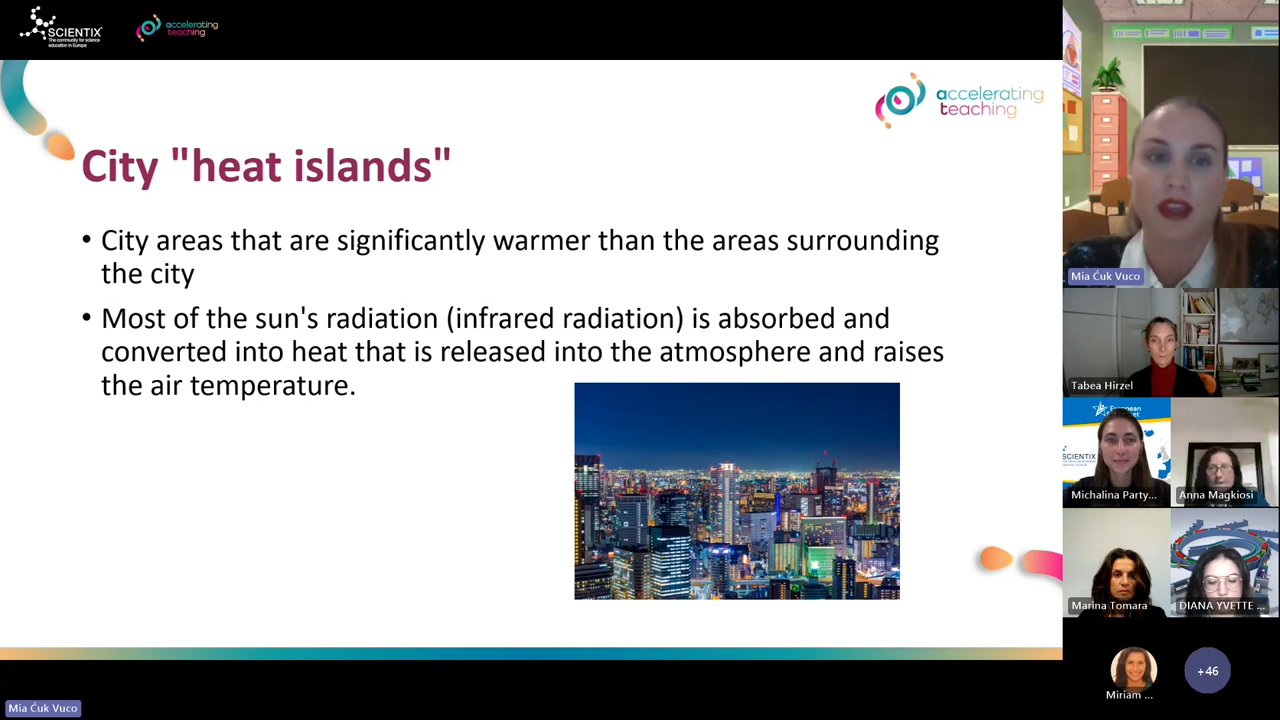 SCIENTIX
The community for science
education in Europe
accelerating
teaching
accelerating
teaching
City "heat islands"
• City areas that are significantly warmer than the areas surrounding
the city
• Most of the sun's radiation (infrared radiation) is absorbed and
converted into heat that is released into the atmosphere and raises
the air temperature.
Mia Ćuk Vuco
Tabea Hirzel
European
SCIENTIX
Michalina Party...
Anna Magkiosi
Marina Tomara
DIANA YVETTE ...
Miriam ...
+46
Mia Ćuk Vuco